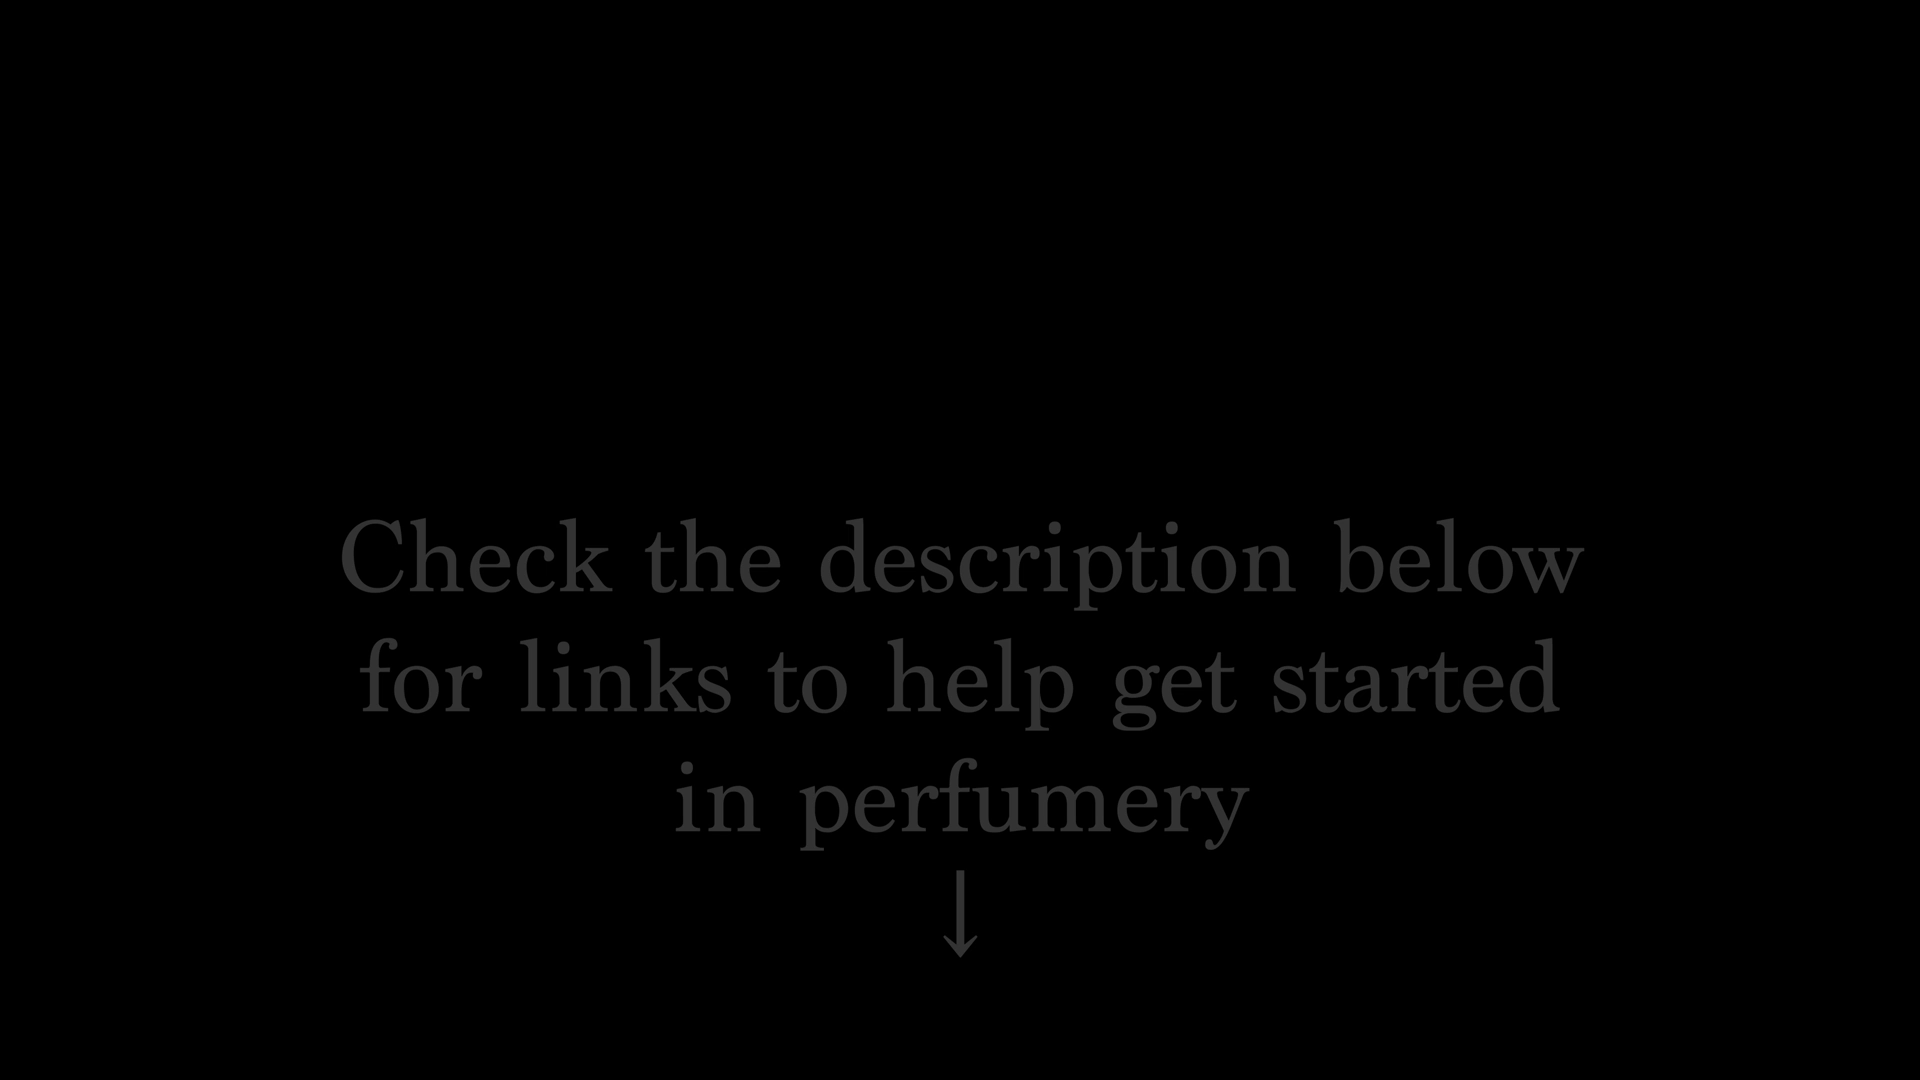 Check the description below
for links to help get started
in perfumery
↓